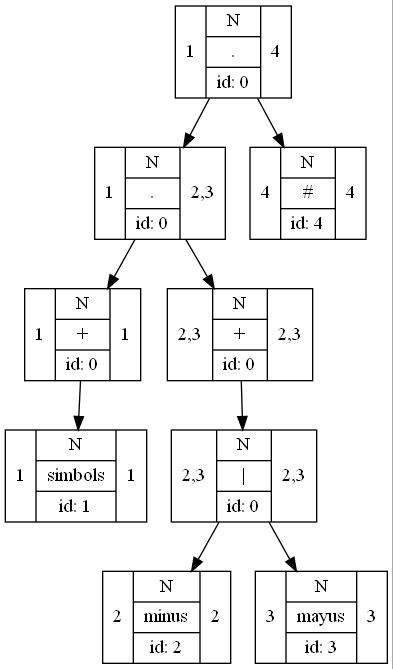 N
1 . 4
id: 0
N
1 . 2,3
id: 0
N
4 # 4
id: 4
N
1 + 1
id: 0
N
2,3 + 2,3
id: 0
N
1 simbols 1
id: 1
N
2,3 | 2,3
id: 0
N
2 minus 2
id: 2
N
3 mayus 3
id: 3